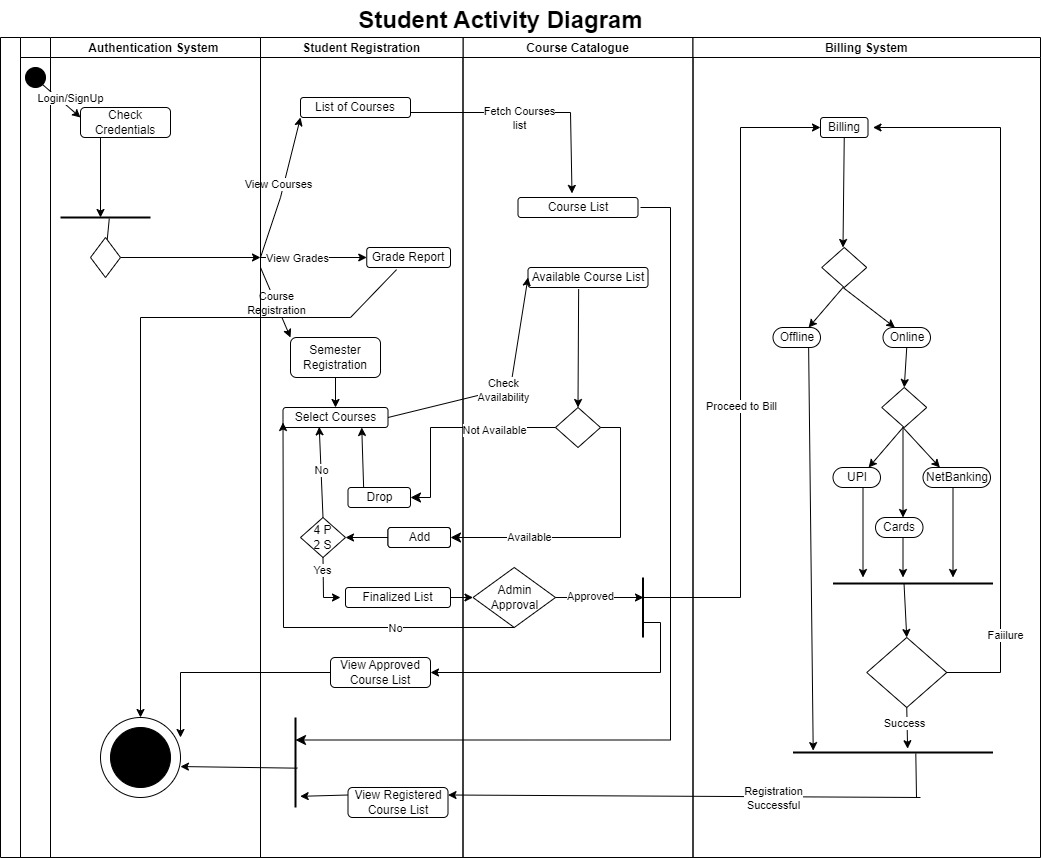 Student Activity Diagram
Authentication System
Student Registration
Course Catalogue
Billing System
Login/SignUp
Check
Credentials
List of Courses
Fetch Courses
list
Billing
View Courses
Course List
View Grades
Grade Report
Available Course List
Course
Registration
Semester
Registration
Offline
Online
Check
Availability
Proceed to Bill
Select Courses
Not Available
No
Drop
UPI
NetBanking
Cards
4 P
2 S
Add
Available
Yes
Finalized List
Admin
Approval
Approved
No
Faiilure
View Approved
Course List
Success
View Registered
Course List
Registration
Successful